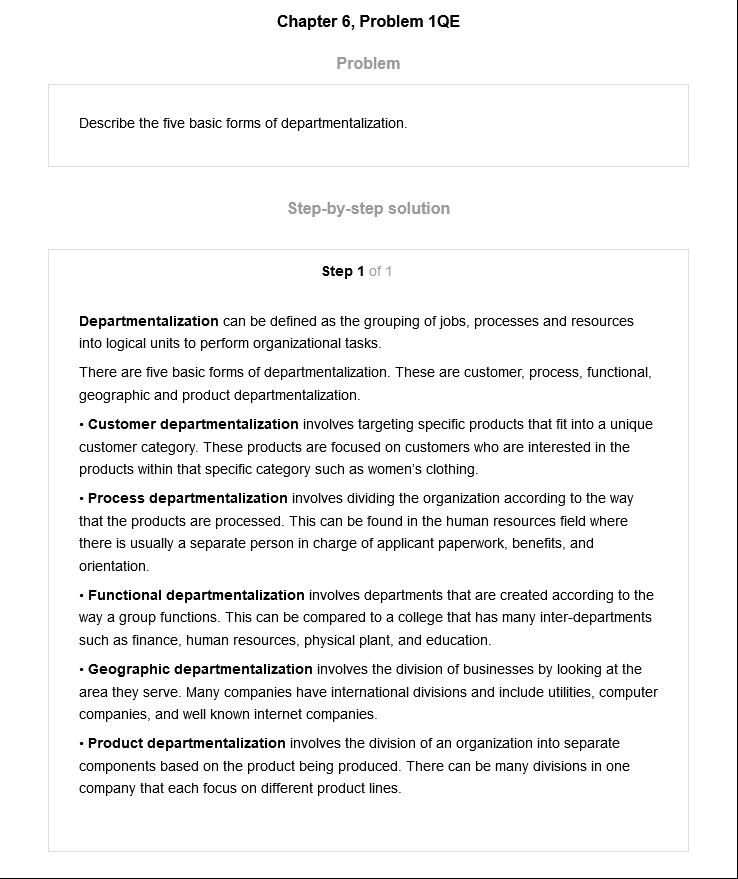 Chapter 6, Problem 1QE
Problem
Describe the five basic forms of departmentalization.
Step-by-step solution
Step 1 of 1
Departmentalization can be defined as the grouping of jobs, processes and resources
into logical units to perform organizational tasks.
There are five basic forms of departmentalization. These are customer, process, functional,
geographic and product departmentalization.
• Customer departmentalization involves targeting specific products that fit into a unique
customer category. These products are focused on customers who are interested in the
products within that specific category such as women's clothing.
• Process departmentalization involves dividing the organization according to the way
that the products are processed. This can be found in the human resources field where
there is usually a separate person in charge of applicant paperwork, benefits, and
orientation.
• Functional departmentalization involves departments that are created according to the
way a group functions. This can be compared to a college that has many inter-departments
such as finance, human resources, physical plant, and education.
• Geographic departmentalization involves the division of businesses by looking at the
area they serve. Many companies have international divisions and include utilities, computer
companies, and well known internet companies.
• Product departmentalization involves the division of an organization into separate
components based on the product being produced. There can be many divisions in one
company that each focus on different product lines.